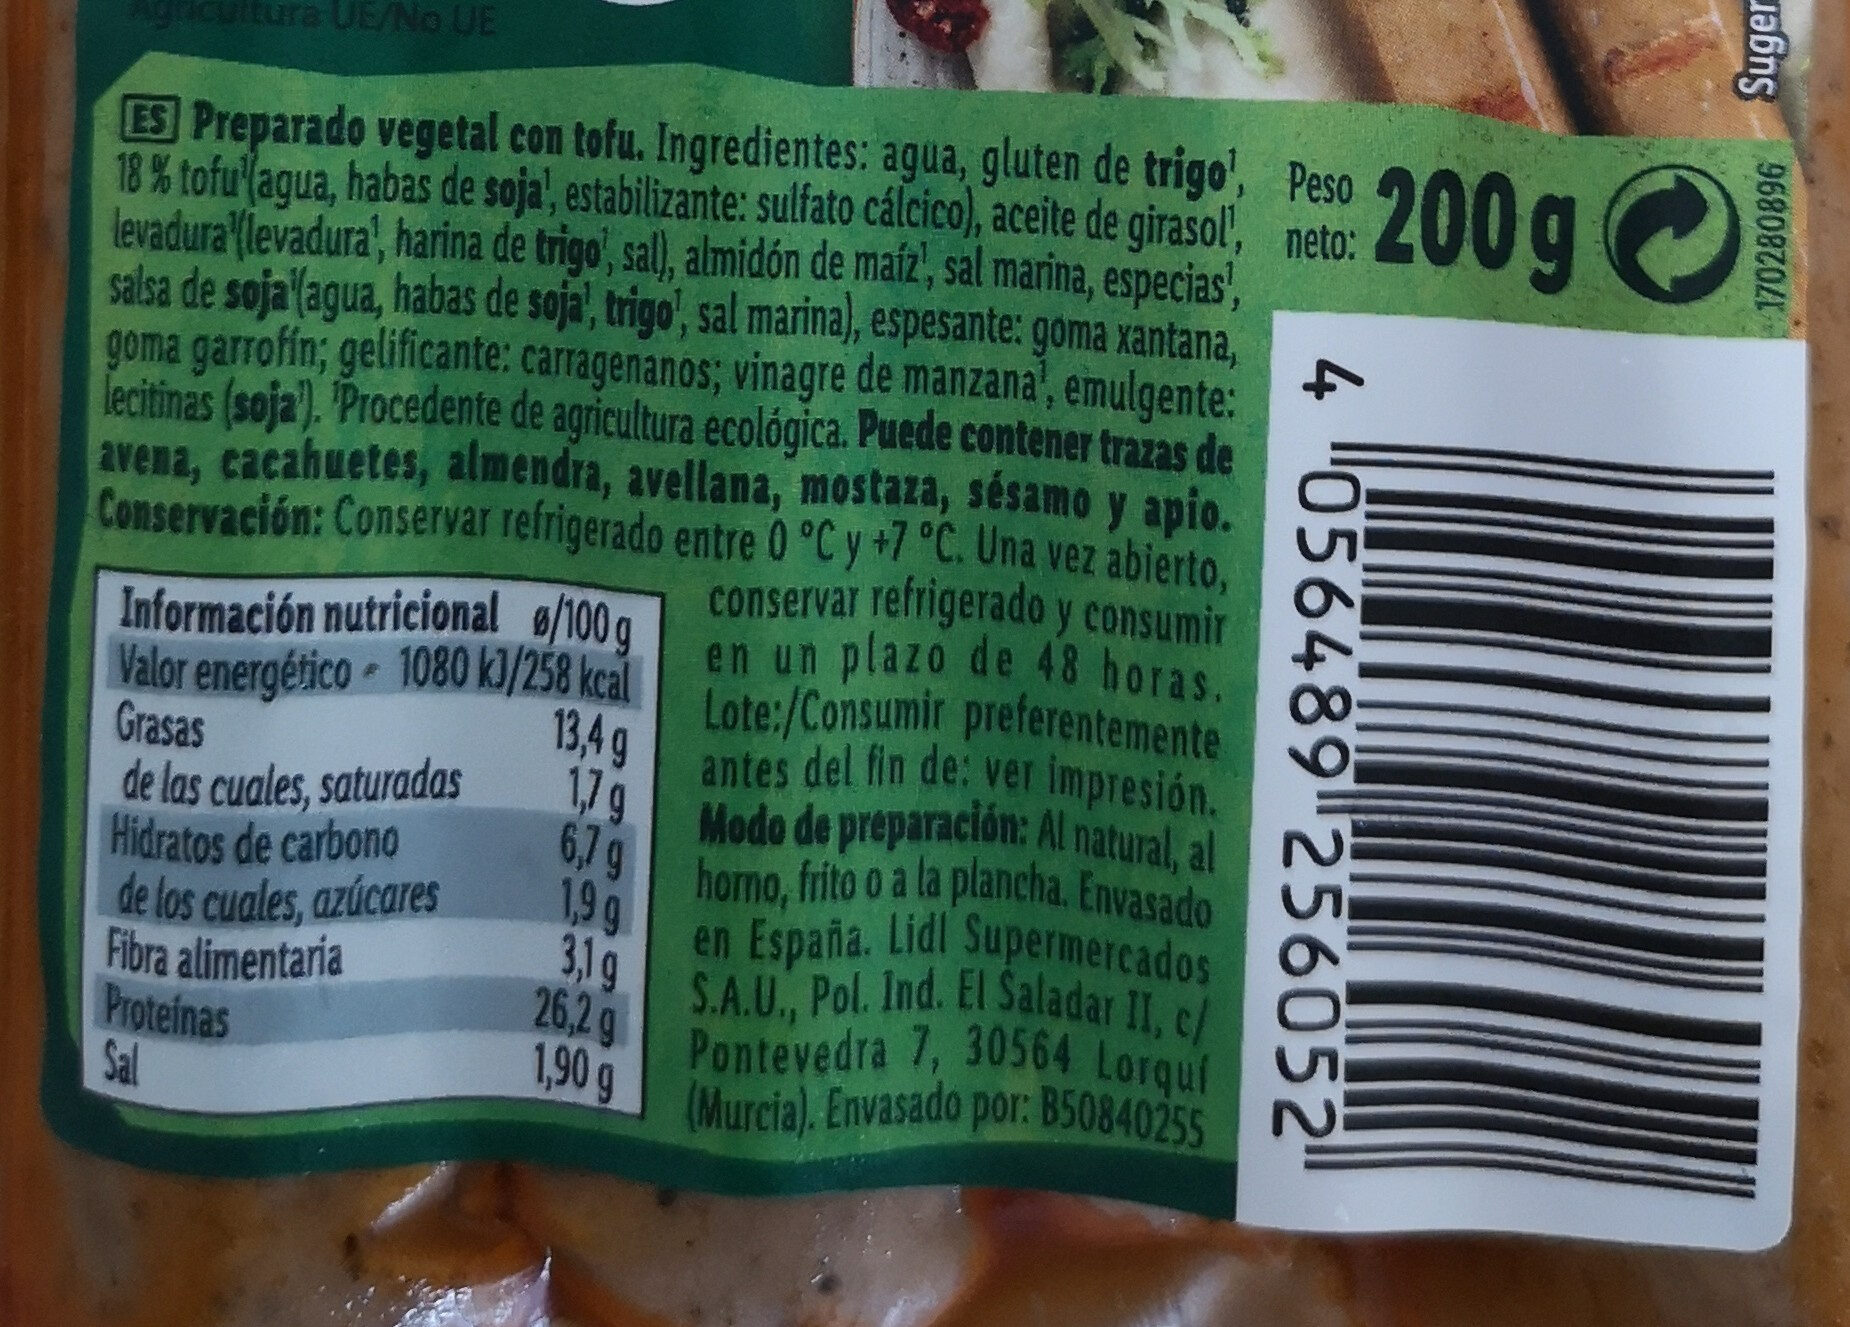 Agricultura UE/No UE
Suger
ES Preparado vegetal con tofu. Ingredientes: agua, gluten de trigo¹,
18 % tofu¹(agua, habas de soja¹, estabilizante: sulfato cálcico), aceite de girasol¹,
levadura¹(levadura¹, harina de trigo¹, sal), almidón de maíz¹, sal marina, especias¹,
salsa de soja¹(agua, habas de soja¹, trigo¹, sal marina), espesante: goma xantana,
goma garrofín; gelificante: carragenanos; vinagre de manzana¹, emulgente:
lecitinas (soja¹). ¹Procedente de agricultura ecológica. Puede contener trazas de
avena, cacahuetes, almendra, avellana, mostaza, sésamo y apio.
Conservación: Conservar refrigerado entre 0 °C y +7 °C. Una vez abierto,
conservar refrigerado y consumir
en un plazo de 48 horas.
Lote:/Consumir preferentemente
antes del fin de: ver impresión.
Modo de preparación: Al natural, al
horno, frito o a la plancha. Envasado
en España. Lidl Supermercados
S.A.U., Pol. Ind. El Saladar II, c/
Pontevedra 7, 30564 Lorquí
(Murcia). Envasado por: B50840255
Información nutricional ø/100 g
Valor energético - 1080 kJ/258 kcal
Grasas 13,4 g
de las cuales, saturadas 1,7 g
Hidratos de carbono 6,7 g
de los cuales, azúcares 1,9 g
Fibra alimentaria 3,1 g
Proteínas 26,2 g
Sal 1,90 g
Peso
neto: 200 g
170280896
4 056489 256052